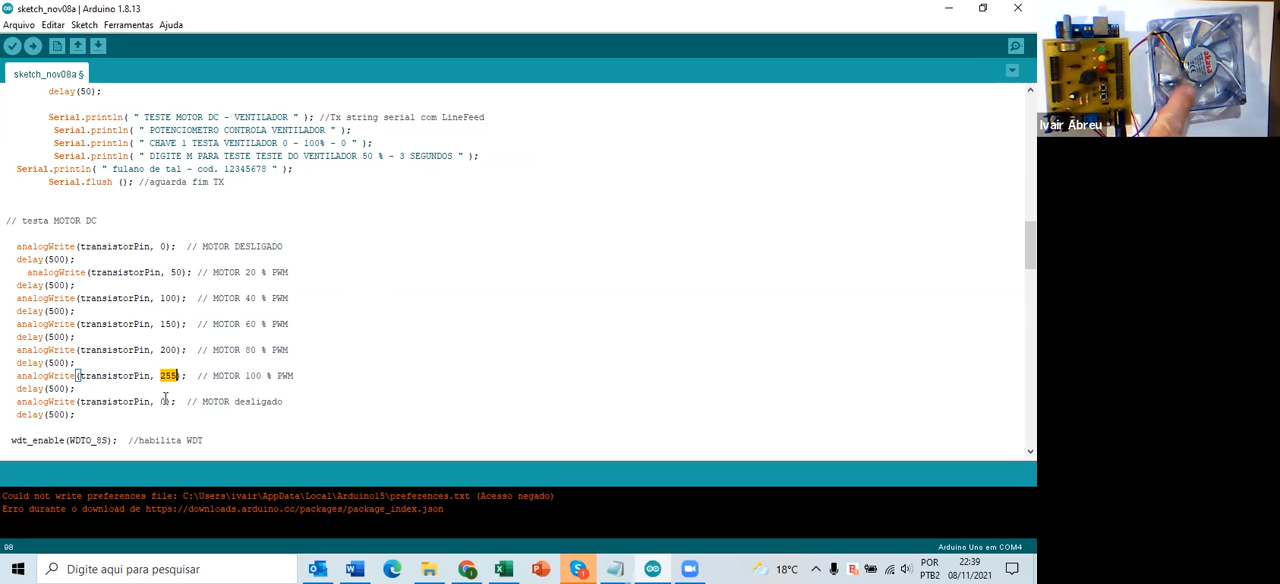 sketch_nov08a | Arduino 1.8.13
Arquivo Editar Sketch Ferramentas Ajuda
sketch_nov08a §
delay(50);
Serial.println( " TESTE MOTOR DC - VENTILADOR " ); //Tx string serial com LineFeed
Serial.println( " POTENCIOMETRO CONTROLA VENTILADOR " );
Serial.println( " CHAVE 1 TESTA VENTILADOR 0 - 100% - 0 " );
Serial.println( " DIGITE M PARA TESTE TESTE DO VENTILADOR 50 % - 3 SEGUNDOS " );
Serial.println( " fulano de tal - cod. 12345678 " );
Serial.flush (); //aguarda fim TX
// testa MOTOR DC
analogWrite(transistorPin, 0); // MOTOR DESLIGADO
delay(500);
analogWrite(transistorPin, 50); // MOTOR 20 % PWM
delay(500);
analogWrite(transistorPin, 100); // MOTOR 40 % PWM
delay(500);
analogWrite(transistorPin, 150); // MOTOR 60 % PWM
delay(500);
analogWrite(transistorPin, 200); // MOTOR 80 % PWM
delay(500);
analogWrite(transistorPin, 255); // MOTOR 100 % PWM
delay(500);
analogWrite(transistorPin, 0); // MOTOR desligado
delay(500);
wdt_enable(WDTO_8S); //habilita WDT
Could not write preferences file: C:\Users\ivair\AppData\Local\Arduino15\preferences.txt (Acesso negado)
Erro durante o download de https://downloads.arduino.cc/packages/package_index.json
98
Arduino Uno em COM4
Digite aqui para pesquisar
18°C
POR
PTB2
22:39
08/11/2021
Ivair Abreu
akasa